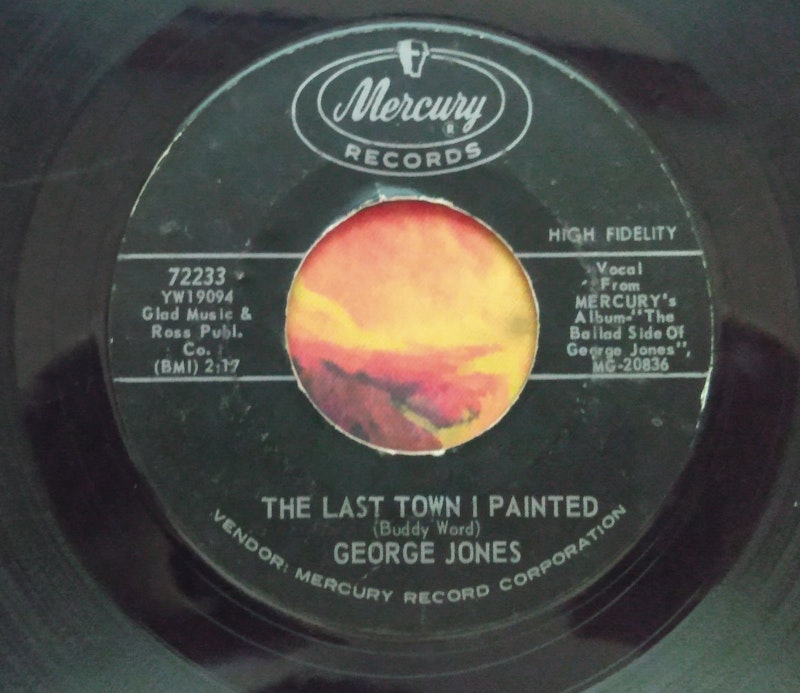 Mercury
®
RECORDS
HIGH FIDELITY
72233
YW19094
Glad Music &
Ross Publ.
Co.
(BMI) 2:17
Vocal
From
MERCURY's
Album-"The
Ballad Side Of
George Jones",
MG-20836
THE LAST TOWN I PAINTED
(Buddy Word)
GEORGE JONES
VENDOR: MERCURY RECORD CORPORATION